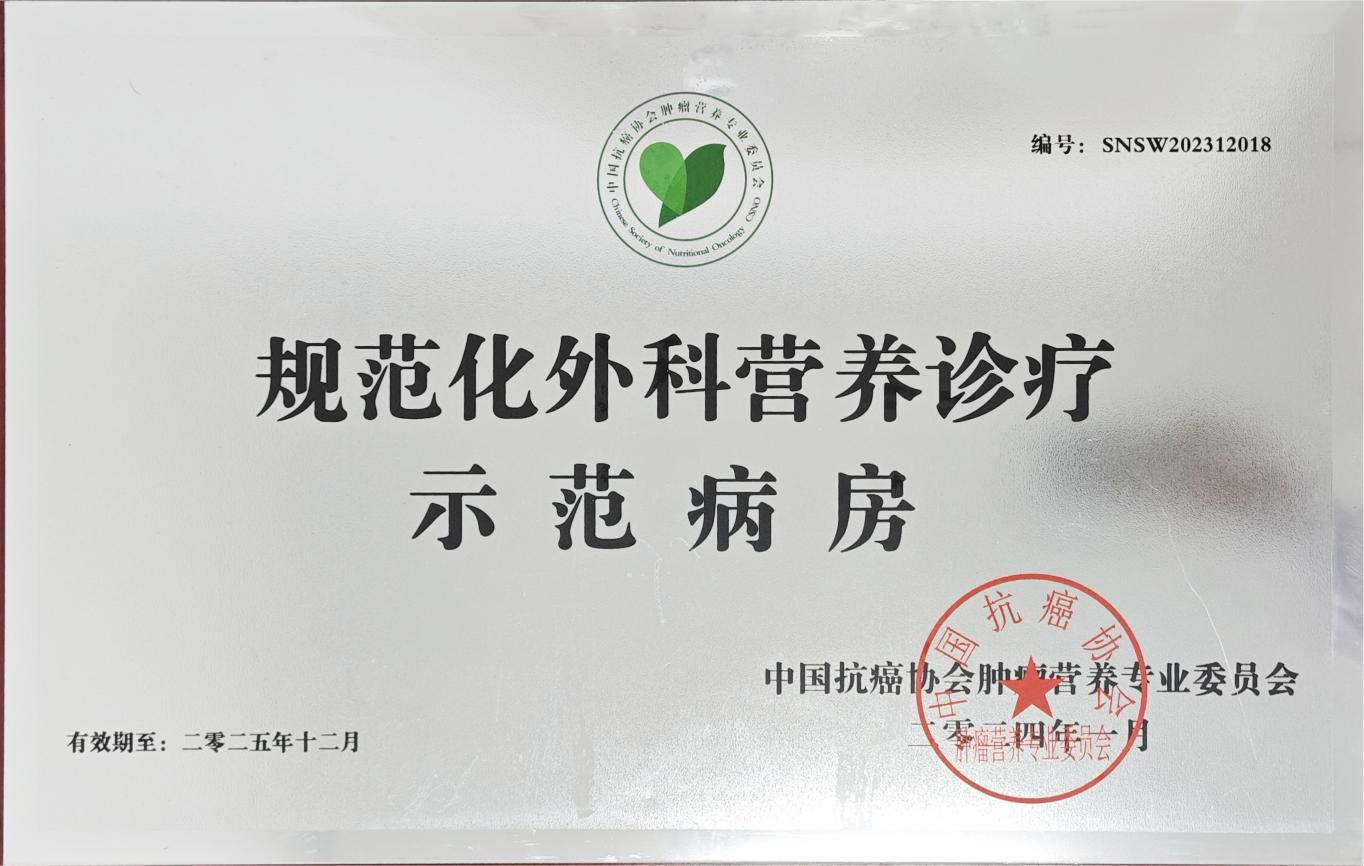 中国抗癌协会肿瘤营养专业委员会
Chinese Society of Nutritional Oncology CSNO
编号：SNSW202312018
规范化外科营养诊疗
示范病房
中国抗癌协会肿瘤营养专业委员会
二零二四年一月
中国抗癌协会
肿瘤营养专业委员会
有效期至：二零二五年十二月